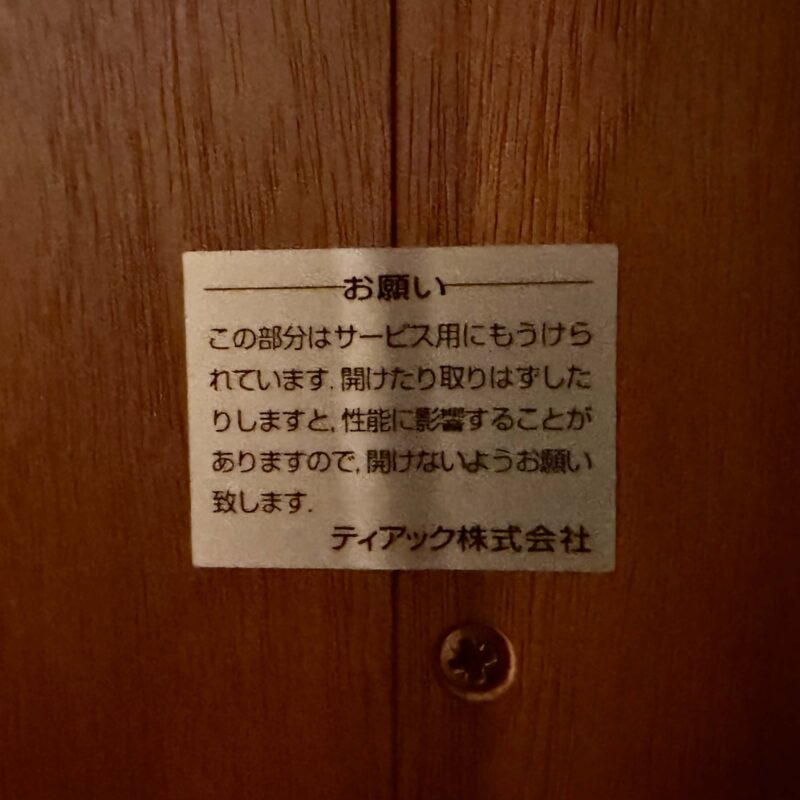 お願い
この部分はサービス用にもうけら
れています.開けたり取りはずした
りしますと,性能に影響することが
ありますので,開けないようお願い
致します.
ティアック株式会社